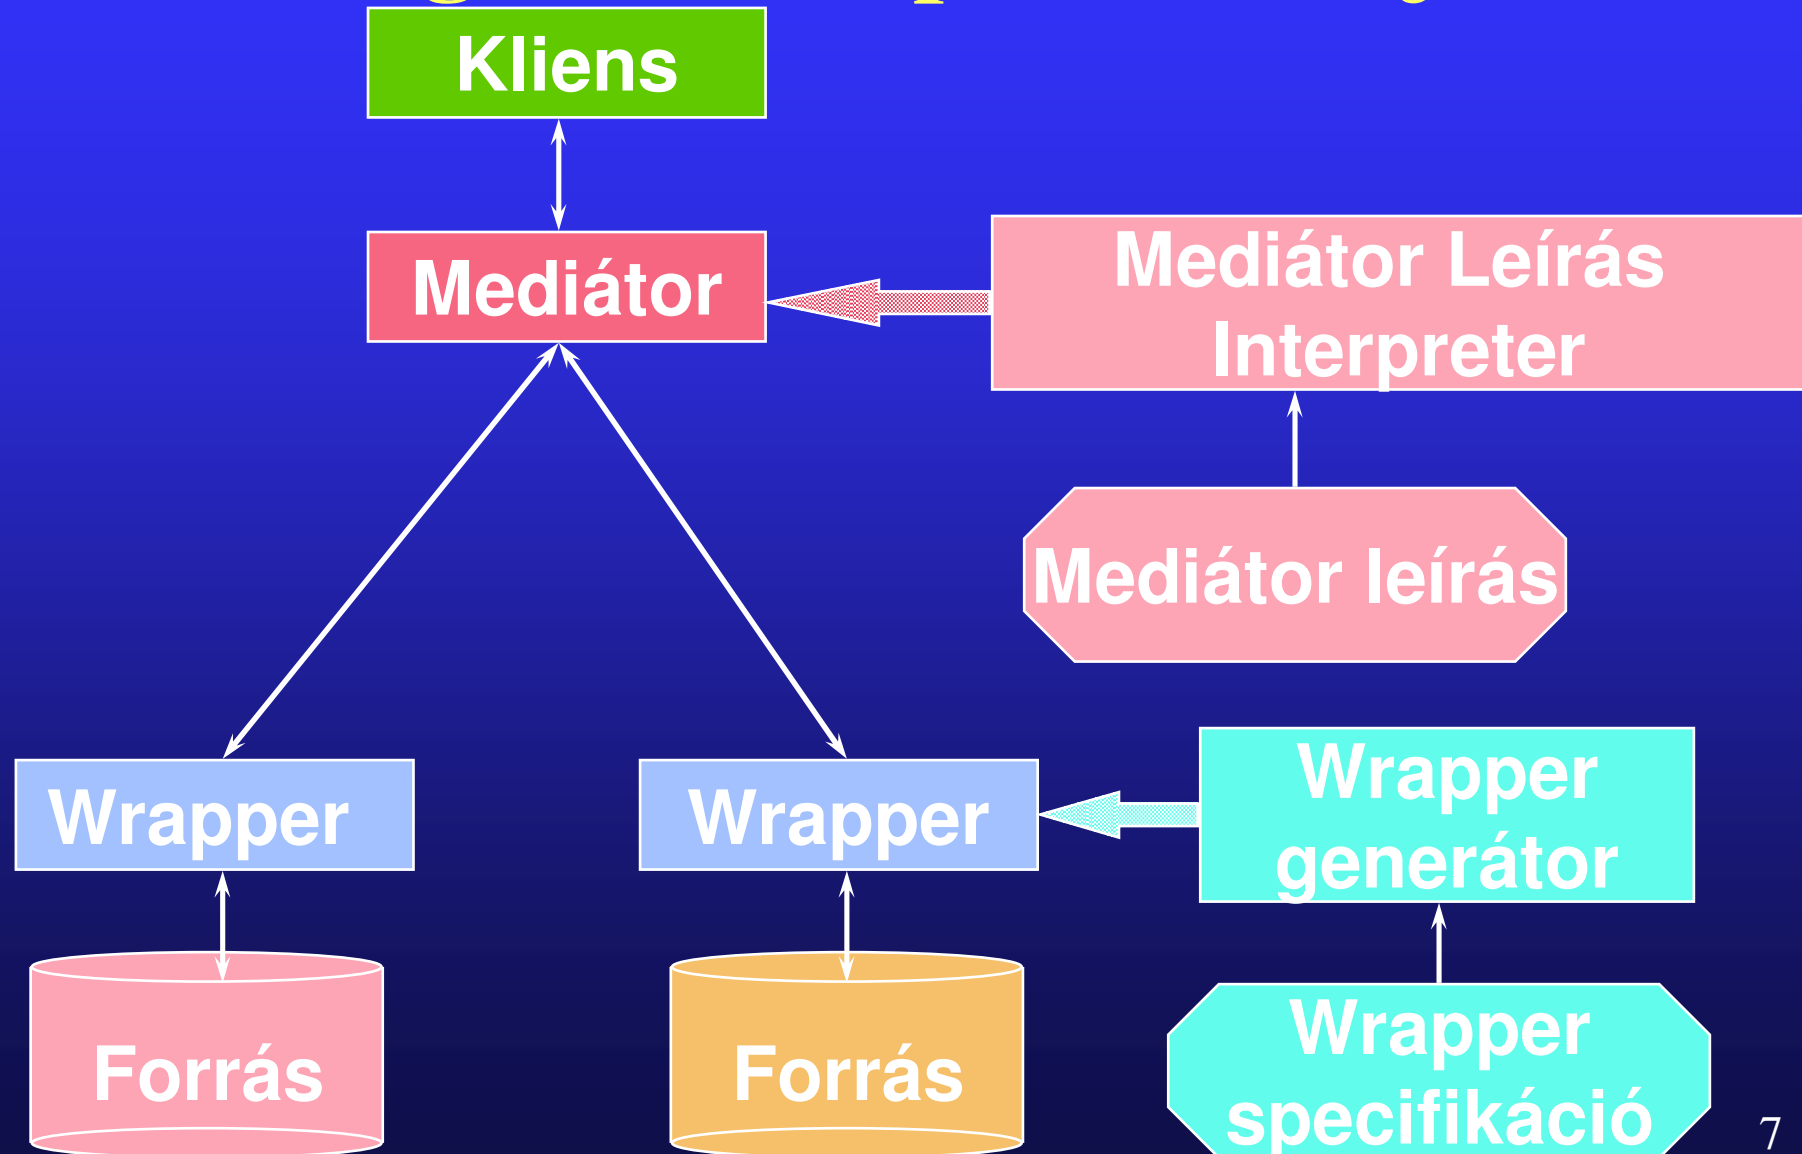 Kliens
Mediátor
Mediátor Leírás
Interpreter
Mediátor leírás
Wrapper
Wrapper
Wrapper
generátor
Forrás
Forrás
Wrapper
specifikáció
7